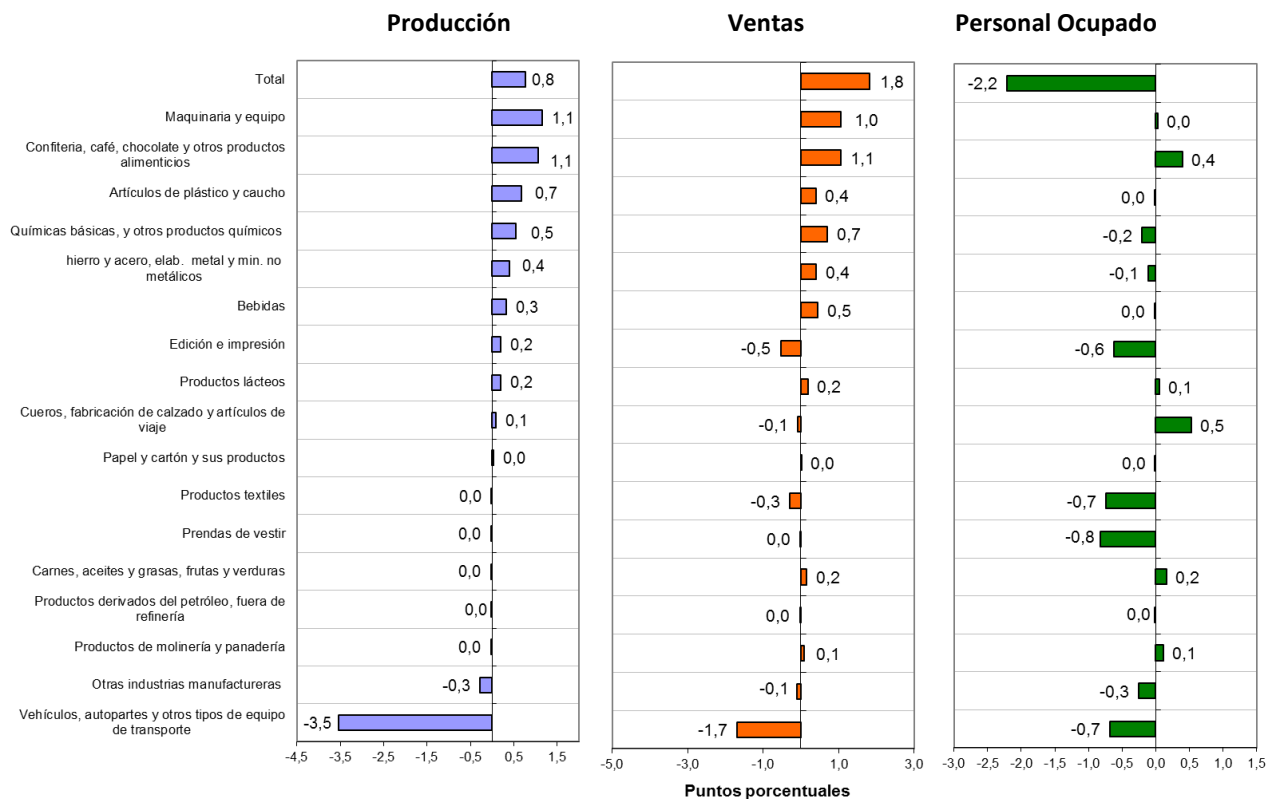 Producción Ventas Personal Ocupado
Total 0,8 1,8 -2,2
Maquinaria y equipo 1,1 1,0 0,0
Confiteria, café, chocolate y otros productos
alimenticios 1,1 1,1 0,4
Artículos de plástico y caucho 0,7 0,4 0,0
Químicas básicas, y otros productos químicos 0,5 0,7 -0,2
hierro y acero, elab. metal y min. no
metálicos 0,4 0,4 -0,1
Bebidas 0,3 0,5 0,0
Edición e impresión 0,2 -0,5 -0,6
Productos lácteos 0,2 0,2 0,1
Cueros, fabricación de calzado y artículos de
viaje 0,1 -0,1 0,5
Papel y cartón y sus productos 0,0 0,0 0,0
Productos textiles 0,0 -0,3 -0,7
Prendas de vestir 0,0 0,0 -0,8
Carnes, aceites y grasas, frutas y verduras 0,0 0,2 0,2
Productos derivados del petróleo, fuera de
refinería 0,0 0,0 0,0
Productos de molinería y panadería 0,0 0,1 0,1
Otras industrias manufactureras -0,3 -0,1 -0,3
Vehículos, autopartes y otros tipos de equipo
de transporte -3,5 -1,7 -0,7
-4,5 -3,5 -2,5 -1,5 -0,5 0,5 1,5 -5,0 -3,0 -1,0 1,0 3,0 -3,0 -2,5 -2,0 -1,5 -1,0 -0,5 0,0 0,5 1,0 1,5
Puntos porcentuales